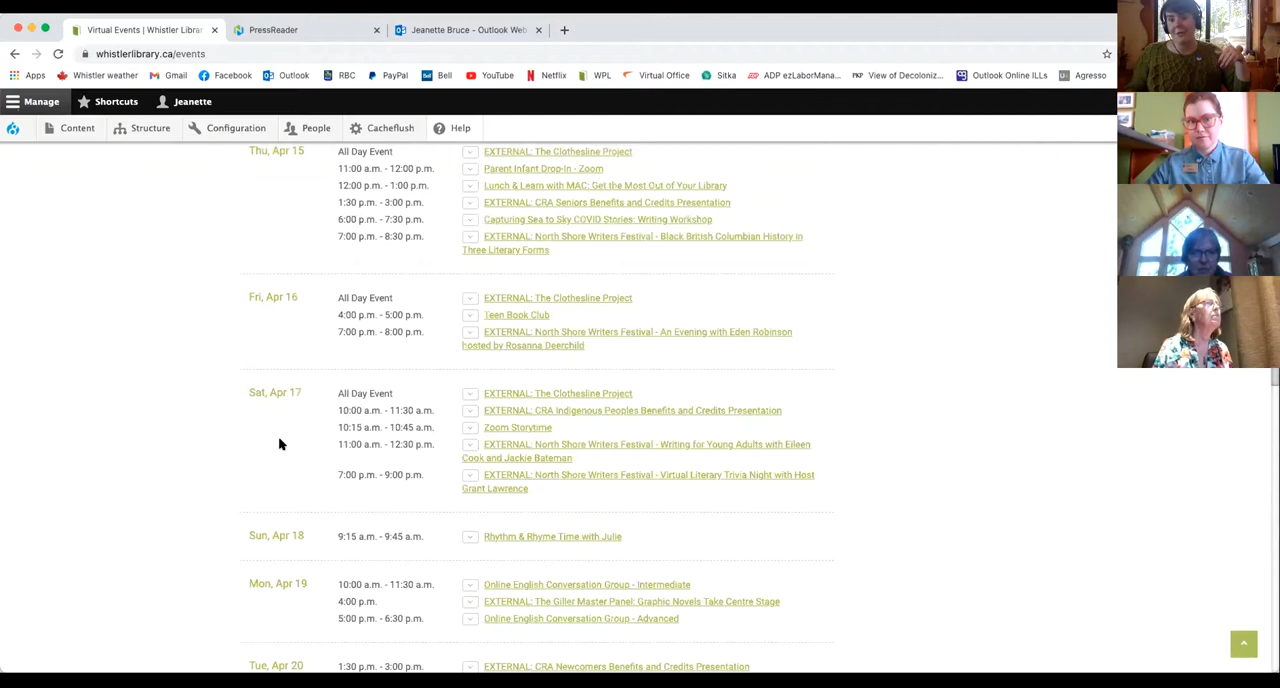 Virtual Events | Whistler Librar
PressReader
Jeanette Bruce - Outlook Web
whistlerlibrary.ca/events
Apps Whistler weather Gmail Facebook Outlook RBC PayPal Bell YouTube Netflix WPL Virtual Office Sitka ADP ezLaborMana... View of Decoloniz... Outlook Online ILLs Agresso
Manage Shortcuts Jeanette
Content Structure Configuration People Cacheflush Help
Thu, Apr 15 All Day Event EXTERNAL: The Clothesline Project
11:00 a.m. - 12:00 p.m. Parent Infant Drop-In - Zoom
12:00 p.m. - 1:00 p.m. Lunch & Learn with MAC: Get the Most Out of Your Library
1:30 p.m. - 3:00 p.m. EXTERNAL: CRA Seniors Benefits and Credits Presentation
6:00 p.m. - 7:30 p.m. Capturing Sea to Sky COVID Stories: Writing Workshop
7:00 p.m. - 8:30 p.m. EXTERNAL: North Shore Writers Festival - Black British Columbian History in
Three Literary Forms
Fri, Apr 16 All Day Event EXTERNAL: The Clothesline Project
4:00 p.m. - 5:00 p.m. Teen Book Club
7:00 p.m. - 8:00 p.m. EXTERNAL: North Shore Writers Festival - An Evening with Eden Robinson
hosted by Rosanna Deerchild
Sat, Apr 17 All Day Event EXTERNAL: The Clothesline Project
10:00 a.m. - 11:30 a.m. EXTERNAL: CRA Indigenous Peoples Benefits and Credits Presentation
10:15 a.m. - 10:45 a.m. Zoom Storytime
11:00 a.m. - 12:30 p.m. EXTERNAL: North Shore Writers Festival - Writing for Young Adults with Eileen
Cook and Jackie Bateman
7:00 p.m. - 9:00 p.m. EXTERNAL: North Shore Writers Festival - Virtual Literary Trivia Night with Host
Grant Lawrence
Sun, Apr 18 9:15 a.m. - 9:45 a.m. Rhythm & Rhyme Time with Julie
Mon, Apr 19 10:00 a.m. - 11:30 a.m. Online English Conversation Group - Intermediate
4:00 p.m. EXTERNAL: The Giller Master Panel: Graphic Novels Take Centre Stage
5:00 p.m. - 6:30 p.m. Online English Conversation Group - Advanced
Tue, Apr 20 1:30 p.m. - 3:00 p.m. EXTERNAL: CRA Newcomers Benefits and Credits Presentation